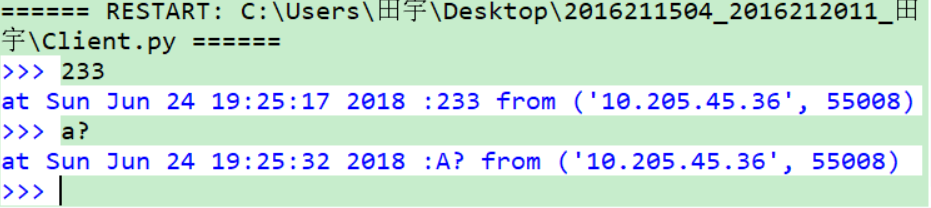 ====== RESTART: C:\Users\田宇\Desktop\2016211504_2016212011_田
宇\Client.py ======
>>> 233
at Sun Jun 24 19:25:17 2018 :233 from ('10.205.45.36', 55008)
>>> a?
at Sun Jun 24 19:25:32 2018 :A? from ('10.205.45.36', 55008)
>>>